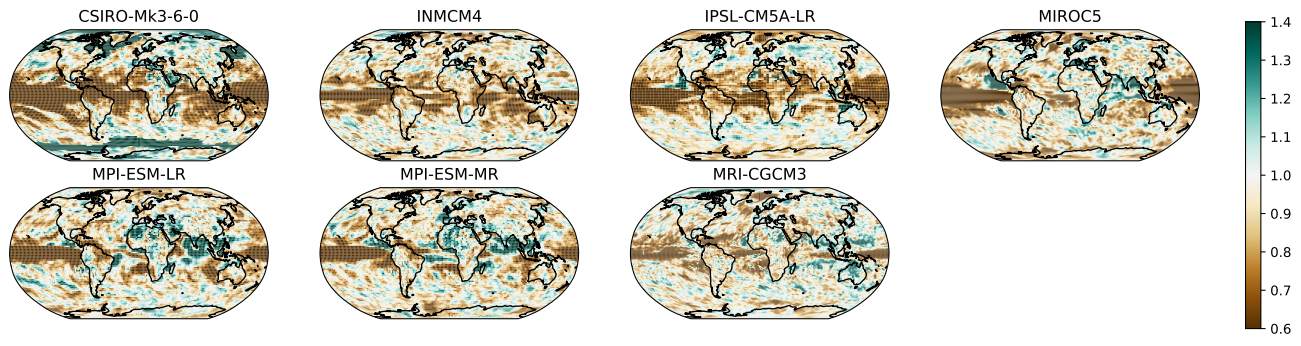 CSIRO-Mk3-6-0
INMCM4
IPSL-CM5A-LR
MIROC5
MPI-ESM-LR
MPI-ESM-MR
MRI-CGCM3
1.4
1.3
1.2
1.1
1.0
0.9
0.8
0.7
0.6